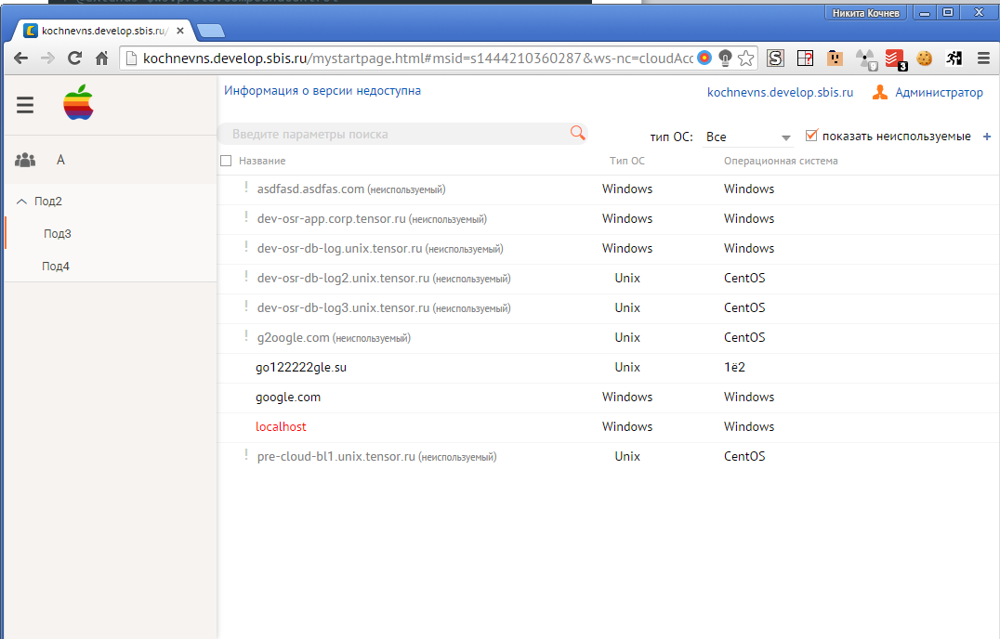 Никита Кочнев
kochnevns.develop.sbis.ru/
kochnevns.develop.sbis.ru/mystartpage.html#msid=s1444210360287&ws-nc=cloudAcc
3
Информация о версии недоступна
kochnevns.develop.sbis.ru Администратор
Введите параметры поиска
тип ОС: Все показать неиспользуемые +
А
Под2
Под3
Под4
Название Тип ОС Операционная система
! asdfasd.asdfas.com (неиспользуемый) Windows Windows
! dev-osr-app.corp.tensor.ru (неиспользуемый) Windows Windows
! dev-osr-db-log.unix.tensor.ru (неиспользуемый) Windows Windows
! dev-osr-db-log2.unix.tensor.ru (неиспользуемый) Unix CentOS
! dev-osr-db-log3.unix.tensor.ru (неиспользуемый) Unix CentOS
! g2oogle.com (неиспользуемый) Unix CentOS
go122222gle.su Unix 1ё2
google.com Windows Windows
localhost Windows Windows
! pre-cloud-bl1.unix.tensor.ru (неиспользуемый) Unix CentOS